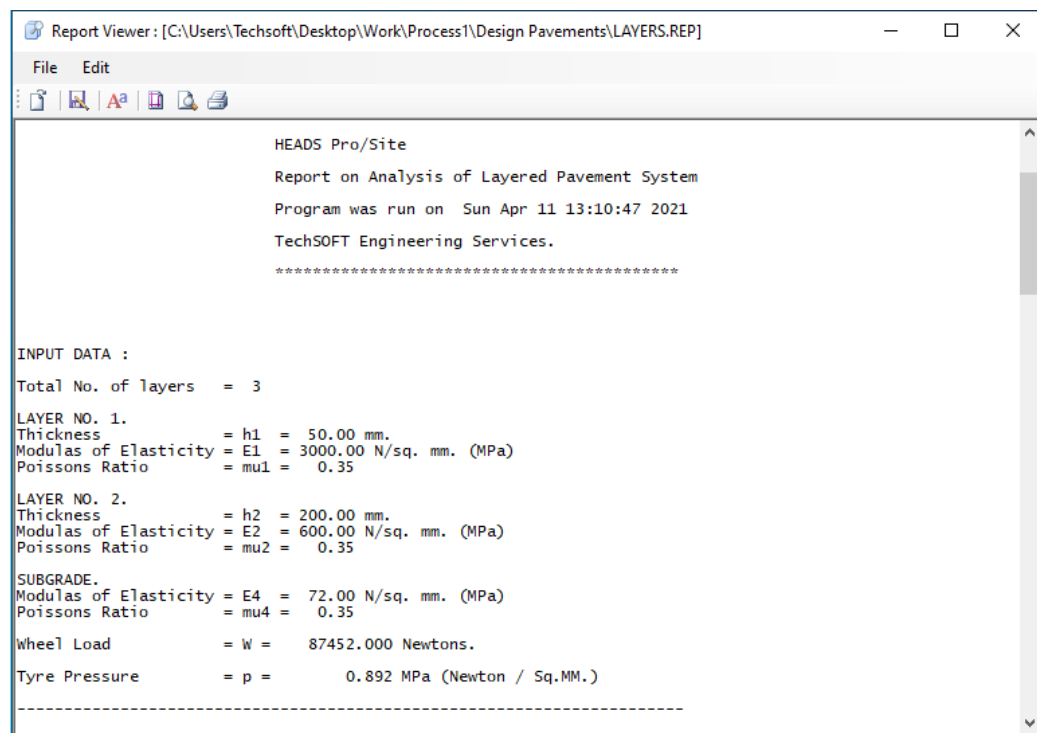 Report Viewer : [C:\Users\Techsoft\Desktop\Work\Process1\Design Pavements\LAYERS.REP]
File Edit
HEADS Pro/Site
Report on Analysis of Layered Pavement System
Program was run on  Sun Apr 11 13:10:47 2021
TechSOFT Engineering Services.
*******************************************
INPUT DATA :
Total No. of layers   =  3
LAYER NO. 1.
Thickness             = h1  =  50.00 mm.
Modulas of Elasticity = E1  = 3000.00 N/sq. mm. (MPa)
Poissons Ratio        = mu1 =   0.35
LAYER NO. 2.
Thickness             = h2  = 200.00 mm.
Modulas of Elasticity = E2  = 600.00 N/sq. mm. (MPa)
Poissons Ratio        = mu2 =   0.35
SUBGRADE.
Modulas of Elasticity = E4  =  72.00 N/sq. mm. (MPa)
Poissons Ratio        = mu4 =   0.35
Wheel Load            = W =    87452.000 Newtons.
Tyre Pressure         = p =        0.892 MPa (Newton / Sq.MM.)
-----------------------------------------------------------------------